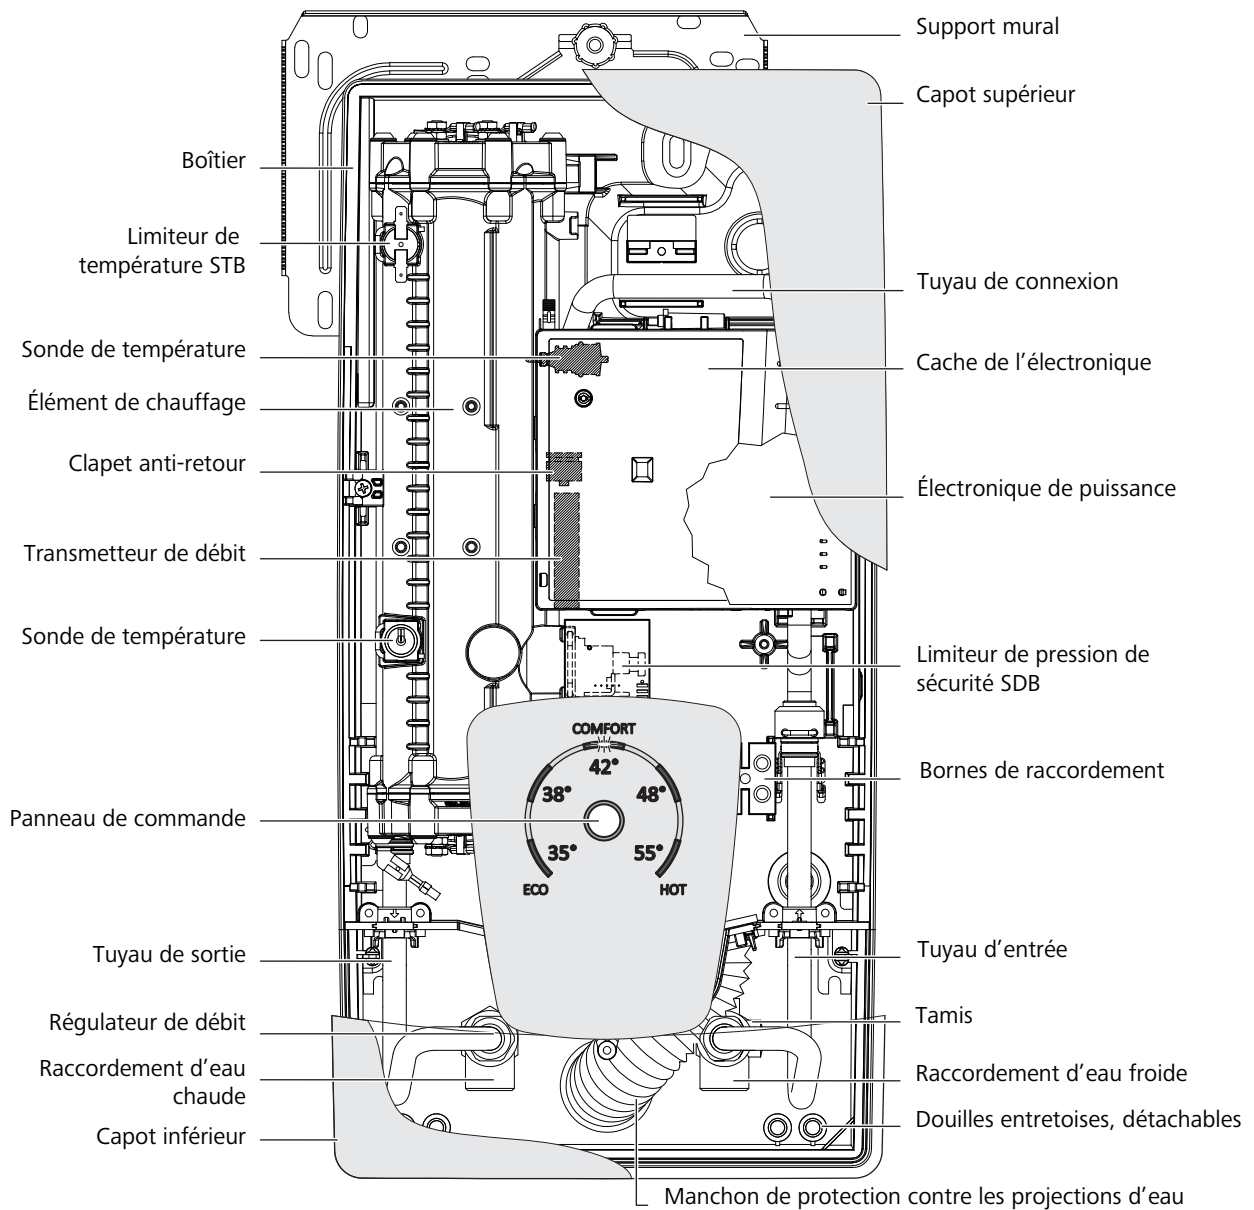 Support mural
Capot supérieur
Boîtier
Limiteur de
température STB
Tuyau de connexion
Sonde de température
Cache de l’électronique
Élément de chauffage
Clapet anti-retour
Électronique de puissance
Transmetteur de débit
Sonde de température
Limiteur de pression de
sécurité SDB
COMFORT
42°
38°
48°
35°
55°
ECO
HOT
Bornes de raccordement
Panneau de commande
Tuyau de sortie
Tuyau d’entrée
Régulateur de débit
Tamis
Raccordement d’eau
chaude
Raccordement d’eau froide
Capot inférieur
Douilles entretoises, détachables
Manchon de protection contre les projections d’eau